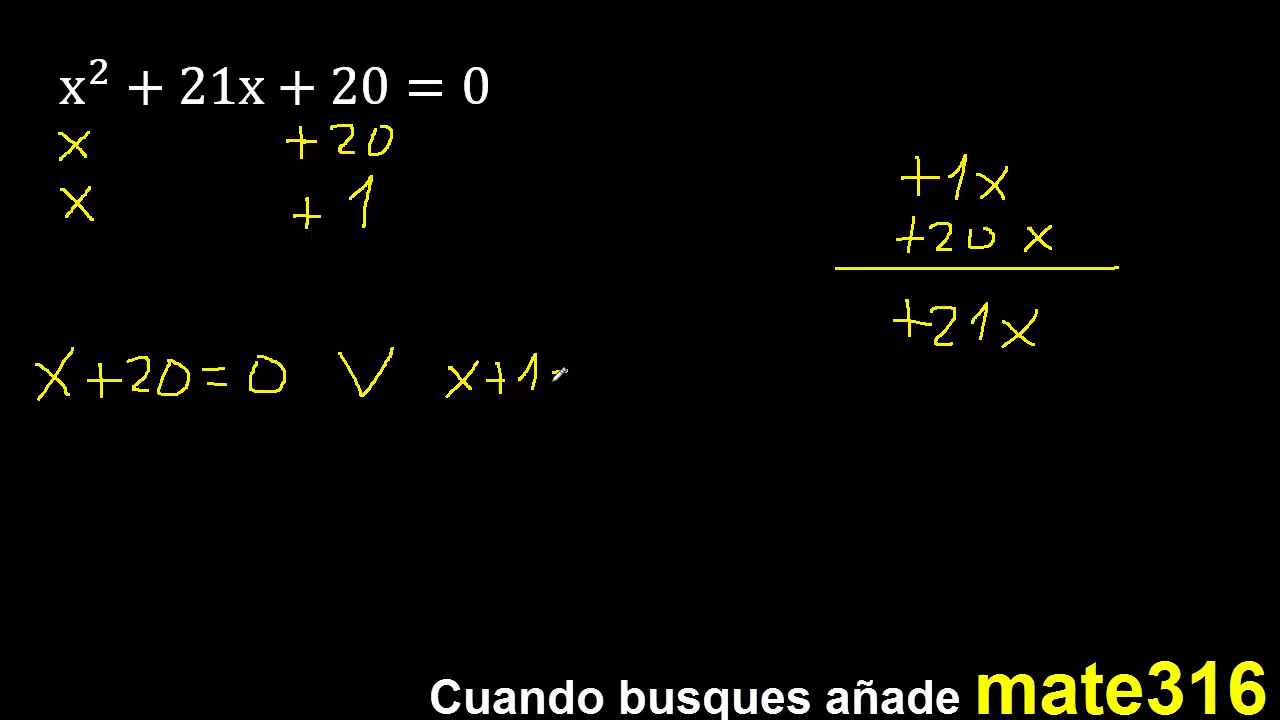 x² + 21x + 20 = 0
x +20
x + 1
+1x
+20 x
+21x
x+20=0 V x+1=
Cuando busques añade mate316